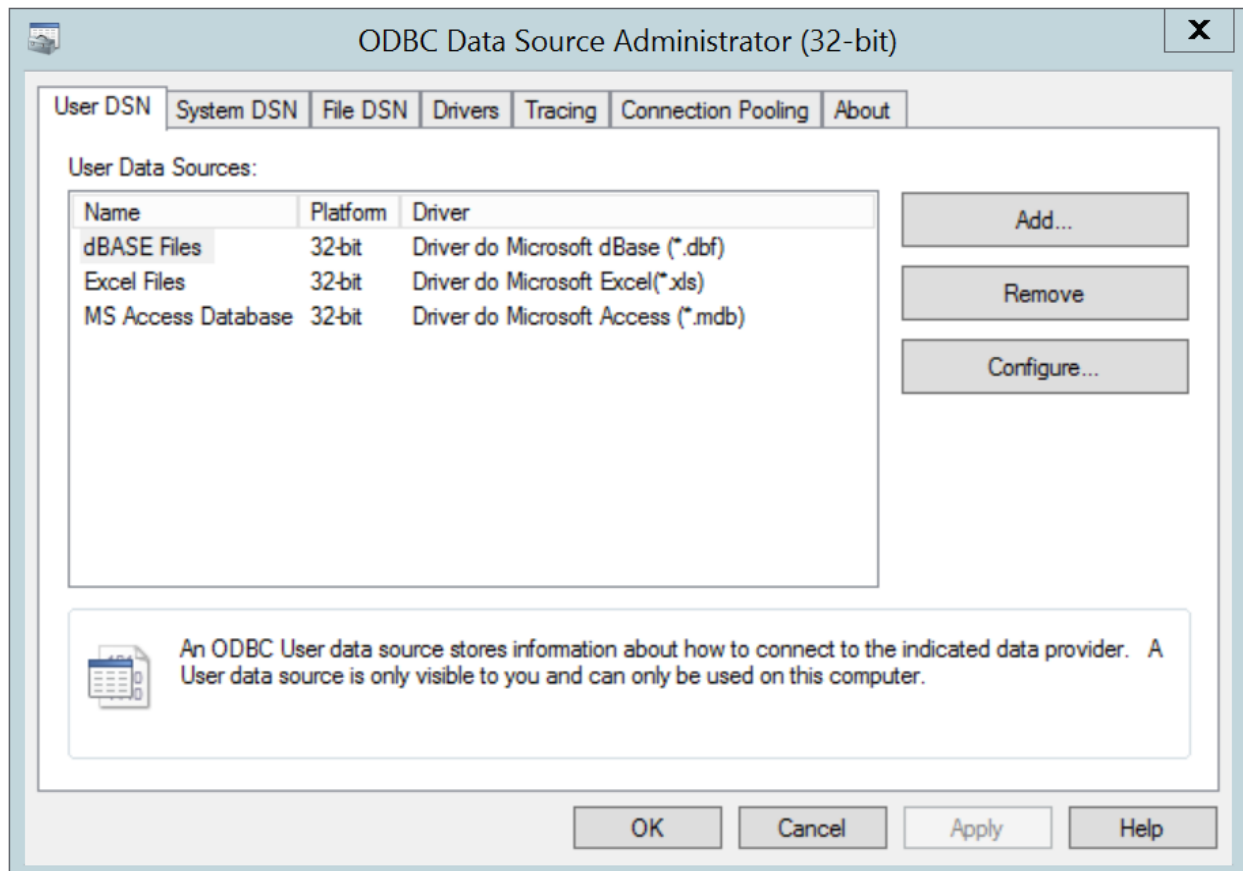 ODBC Data Source Administrator (32-bit)
X
User DSN System DSN File DSN Drivers Tracing Connection Pooling About
User Data Sources:
Name Platform Driver
dBASE Files 32-bit Driver do Microsoft dBase (*.dbf)
Excel Files 32-bit Driver do Microsoft Excel(*.xls)
MS Access Database 32-bit Driver do Microsoft Access (*.mdb)
Add...
Remove
Configure...
An ODBC User data source stores information about how to connect to the indicated data provider. A
User data source is only visible to you and can only be used on this computer.
OK Cancel Apply Help